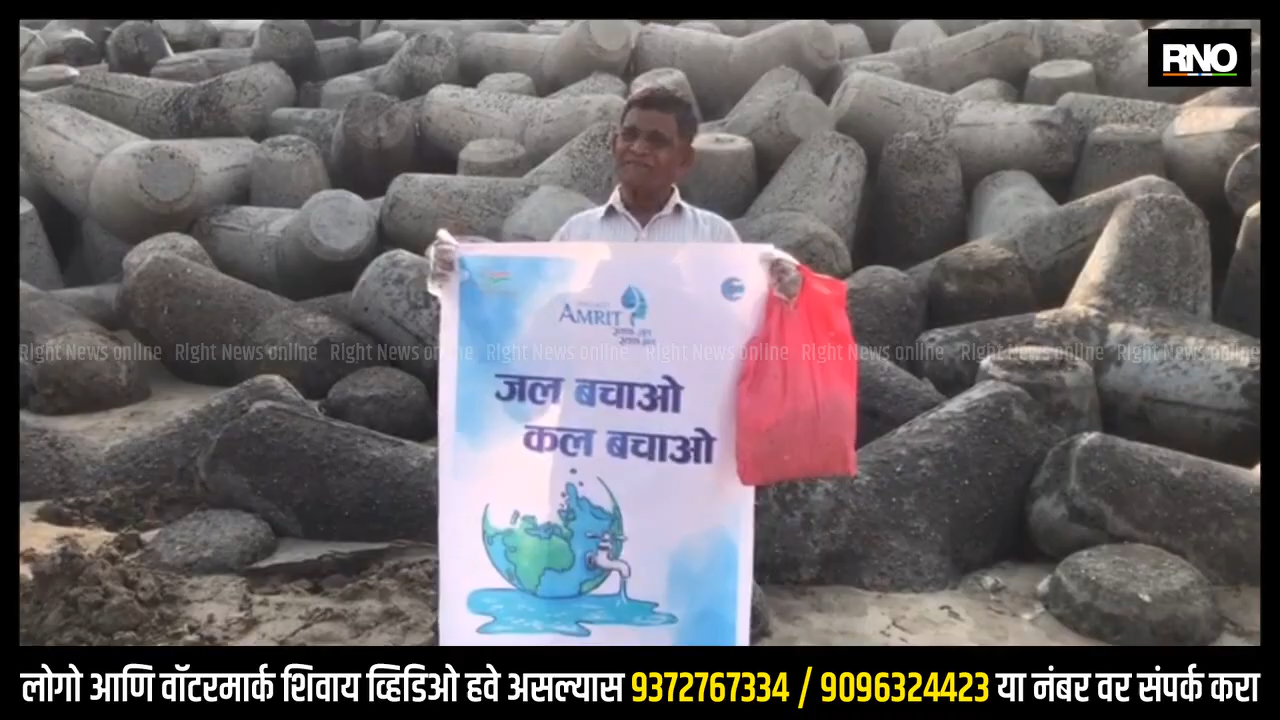 RNO
AMRIT
जल बचाओ
कल बचाओ
Right News online Right News online Right News online Right News online Right News online Right News online Right News online Right News online
लोगो आणि वॉटरमार्क शिवाय व्हिडिओ हवे असल्यास 9372767334 / 9096324423 या नंबर वर संपर्क करा